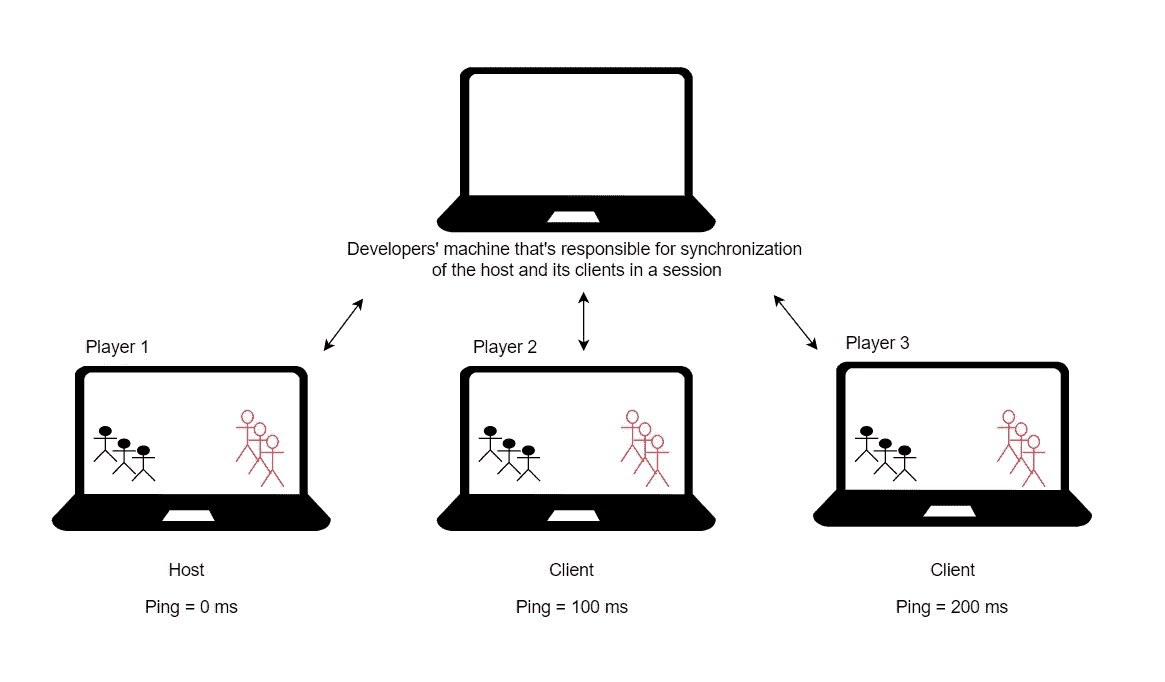 Developers' machine that's responsible for synchronization
of the host and its clients in a session
Player 1
Player 2
Player 3
Host
Client
Client
Ping = 0 ms
Ping = 100 ms
Ping = 200 ms